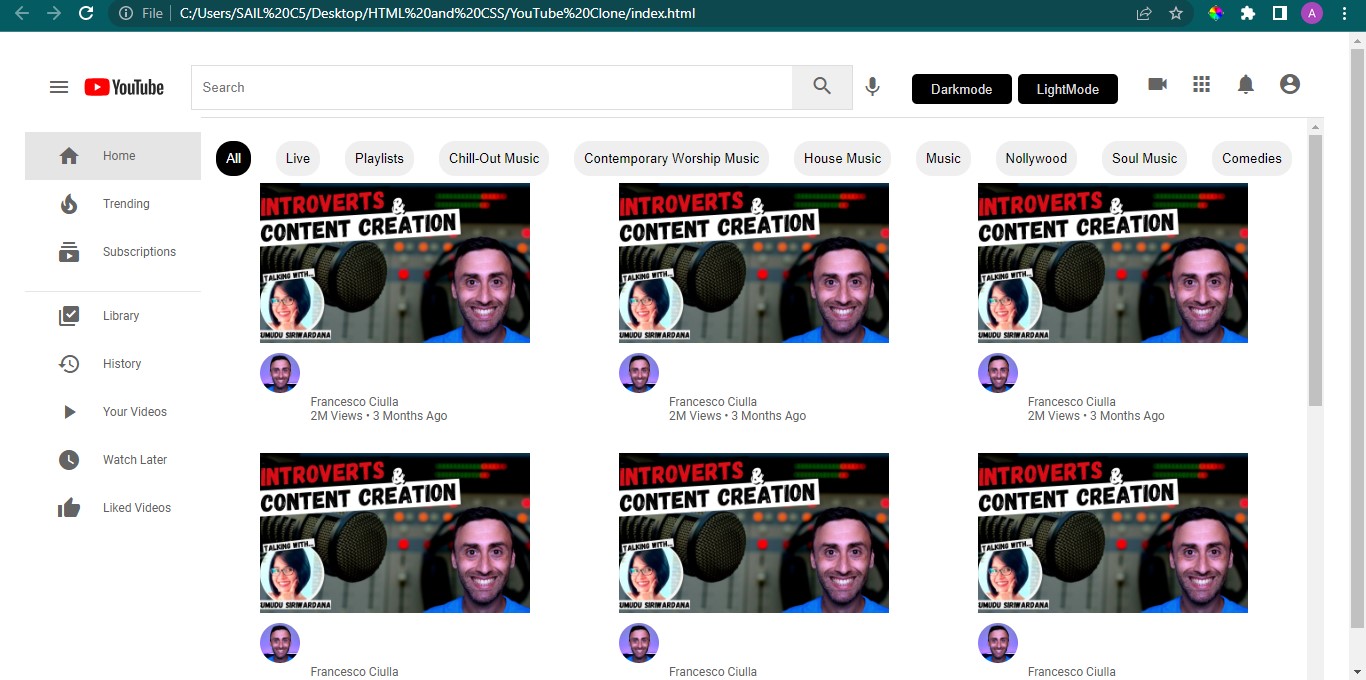 File C:/Users/SAIL%20C5/Desktop/HTML%20and%20CSS/YouTube%20Clone/index.html
A
YouTube
Search
Darkmode
LightMode
Home
Trending
Subscriptions
Library
History
Your Videos
Watch Later
Liked Videos
All Live Playlists Chill-Out Music Contemporary Worship Music House Music Music Nollywood Soul Music Comedies
INTROVERTS &
CONTENT CREATION
TALKING WITH...
UMUDU SIRIWARDANA
Francesco Ciulla
2M Views • 3 Months Ago
INTROVERTS &
CONTENT CREATION
TALKING WITH...
UMUDU SIRIWARDANA
Francesco Ciulla
2M Views • 3 Months Ago
INTROVERTS &
CONTENT CREATION
TALKING WITH...
UMUDU SIRIWARDANA
Francesco Ciulla
2M Views • 3 Months Ago
INTROVERTS &
CONTENT CREATION
TALKING WITH...
UMUDU SIRIWARDANA
Francesco Ciulla
INTROVERTS &
CONTENT CREATION
TALKING WITH...
UMUDU SIRIWARDANA
Francesco Ciulla
INTROVERTS &
CONTENT CREATION
TALKING WITH...
UMUDU SIRIWARDANA
Francesco Ciulla